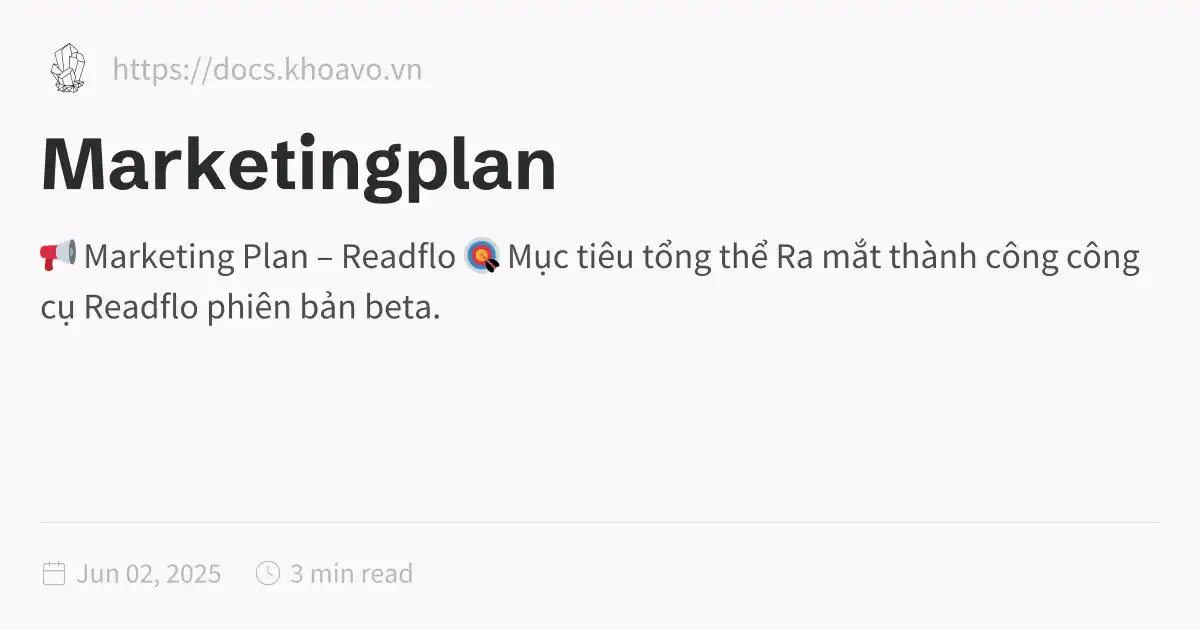 https://docs.khoavo.vn
Marketingplan
📢 Marketing Plan – Readflo 🎯 Mục tiêu tổng thể Ra mắt thành công công
cụ Readflo phiên bản beta.
Jun 02, 2025 3 min read